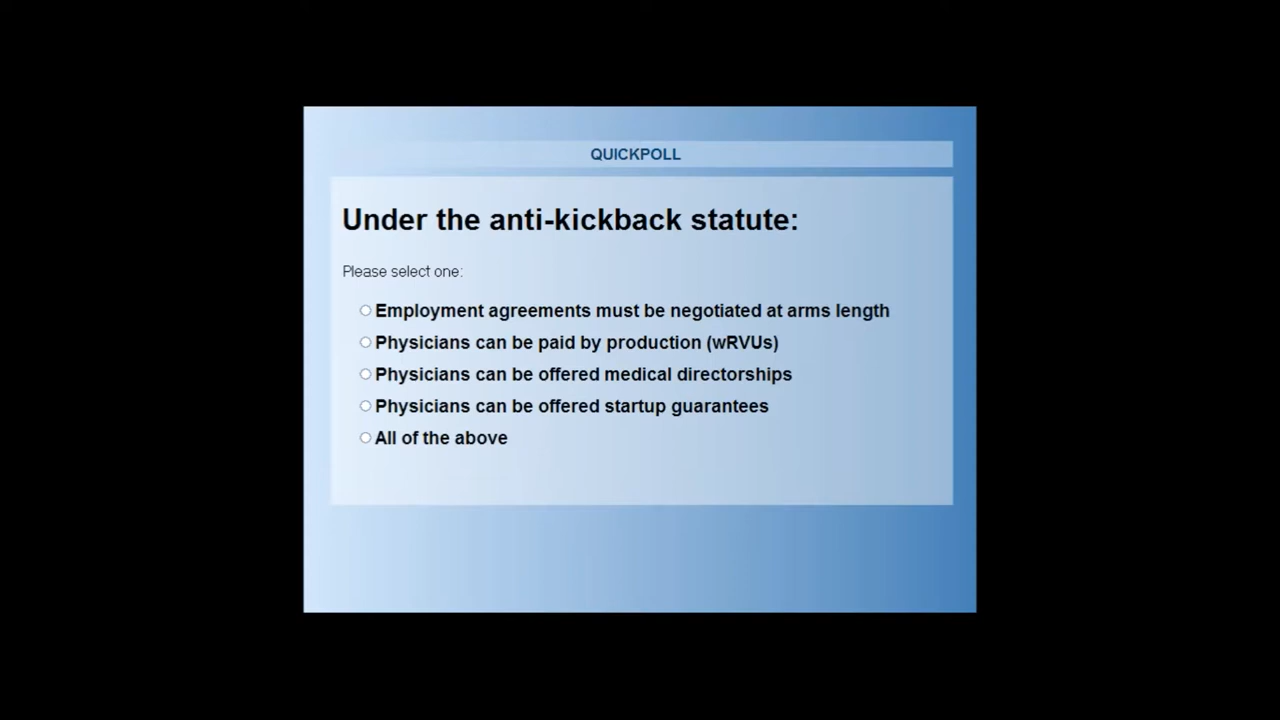 QUICKPOLL
Under the anti-kickback statute:
Please select one:
Employment agreements must be negotiated at arms length
Physicians can be paid by production (wRVUs)
Physicians can be offered medical directorships
Physicians can be offered startup guarantees
All of the above